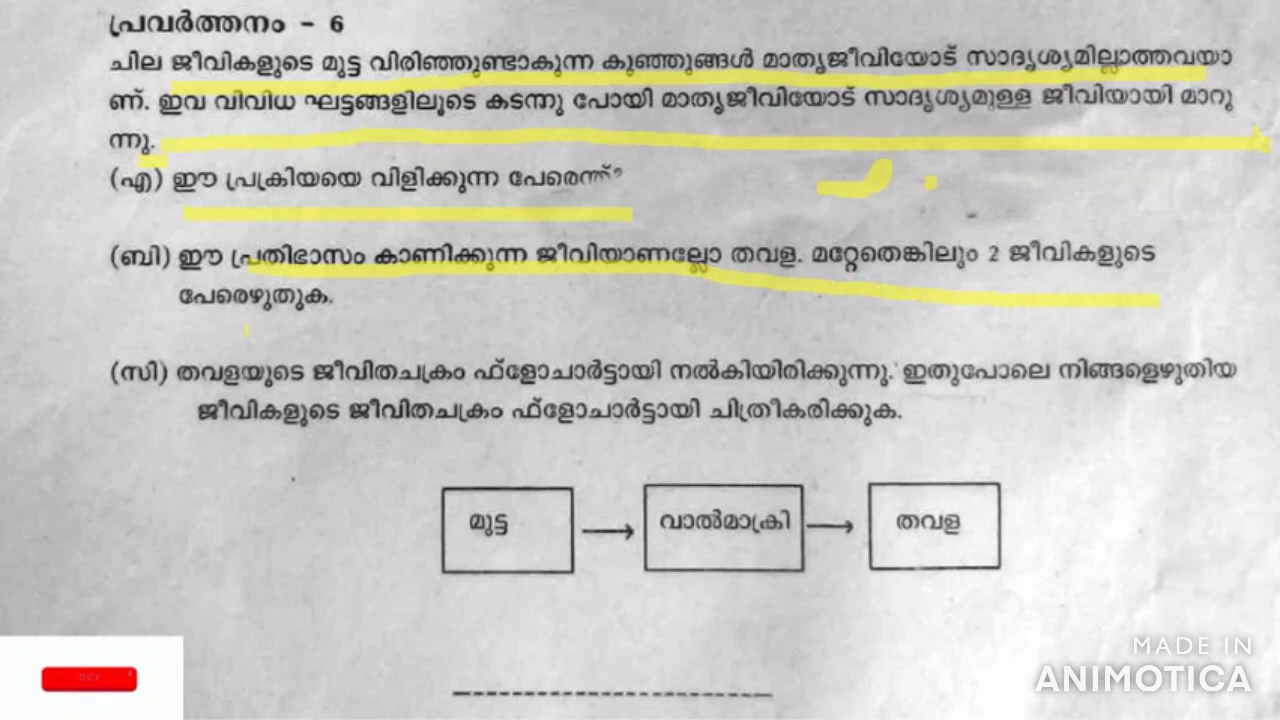 പ്രവർത്തനം - 6
ചില ജീവികളുടെ മുട്ട വിരിഞ്ഞുണ്ടാകുന്ന കുഞ്ഞുങ്ങൾ മാതൃജീവിയോട് സാദൃശ്യമില്ലാത്തവയാ
ണ്. ഇവ വിവിധ ഘട്ടങ്ങളിലൂടെ കടന്നു പോയി മാതൃജീവിയോട് സാദൃശ്യമുള്ള ജീവിയായി മാറു
ന്നു.
(എ) ഈ പ്രക്രിയയെ വിളിക്കുന്ന പേരെന്ത്?
(ബി) ഈ പ്രതിഭാസം കാണിക്കുന്ന ജീവിയാണല്ലോ തവള. മറ്റേതെങ്കിലും 2 ജീവികളുടെ
പേരെഴുതുക.
(സി) തവളയുടെ ജീവിതചക്രം ഫ്ളോചാർട്ടായി നൽകിയിരിക്കുന്നു. ഇതുപോലെ നിങ്ങളെഴുതിയ
ജീവികളുടെ ജീവിതചക്രം ഫ്ളോചാർട്ടായി ചിത്രീകരിക്കുക.
മുട്ട → വാൽമാക്രി → തവള
MADE IN
ANIMOTICA